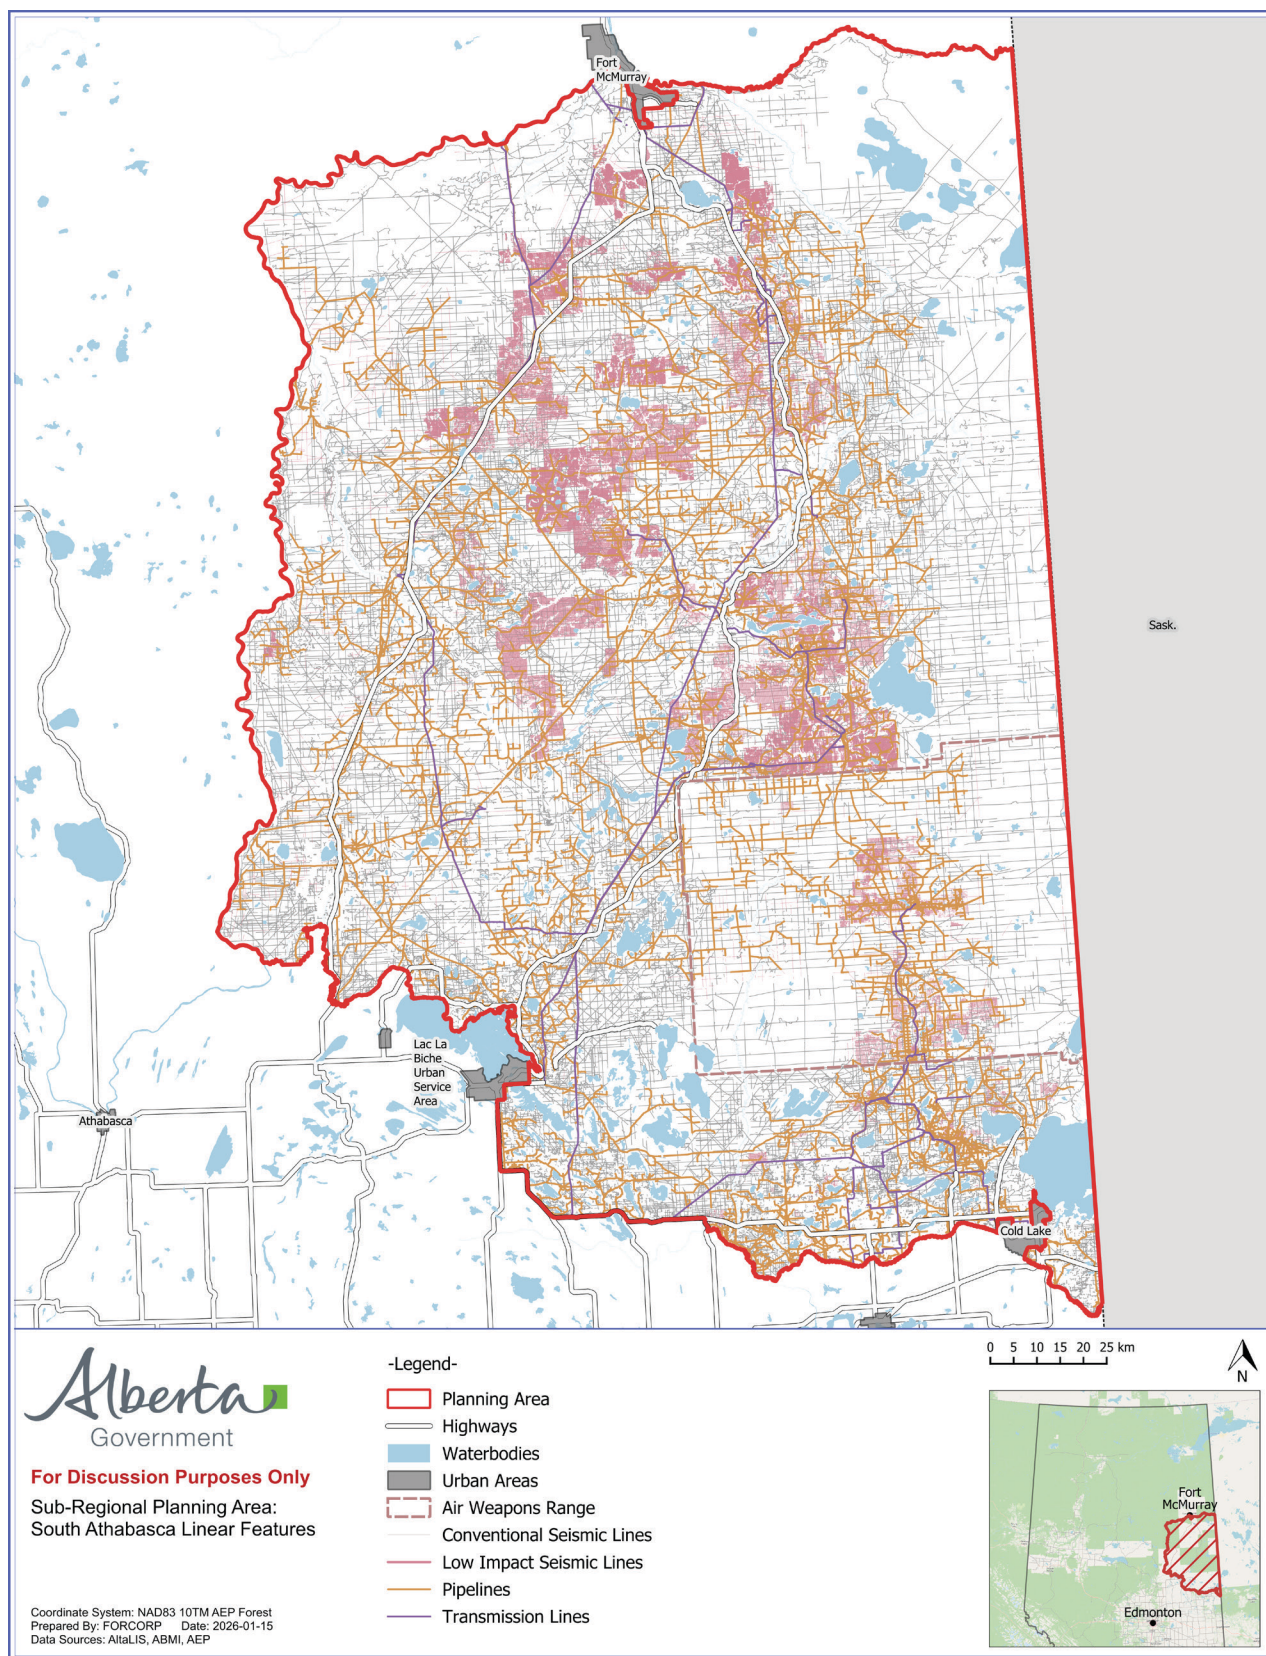 Fort
McMurray
Sask.
Lac La
Biche
Urban
Service
Area
Athabasca
Cold Lake
Alberta
Government
For Discussion Purposes Only
Sub-Regional Planning Area:
South Athabasca Linear Features
Coordinate System: NAD83 10TM AEP Forest
Prepared By: FORCORP Date: 2026-01-15
Data Sources: AltaLIS, ABMI, AEP
-Legend-
Planning Area
Highways
Waterbodies
Urban Areas
Air Weapons Range
Conventional Seismic Lines
Low Impact Seismic Lines
Pipelines
Transmission Lines
0 5 10 15 20 25 km
N
Fort
McMurray
Edmonton